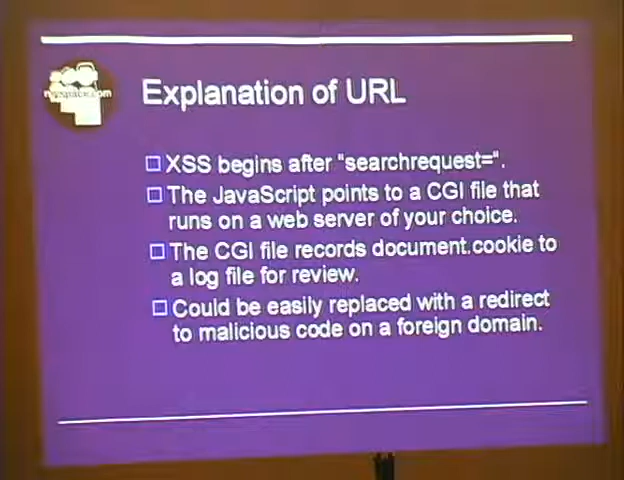 myspace.com
Explanation of URL
XSS begins after "searchrequest=".
The JavaScript points to a CGI file that
runs on a web server of your choice.
The CGI file records document.cookie to
a log file for review.
Could be easily replaced with a redirect
to malicious code on a foreign domain.